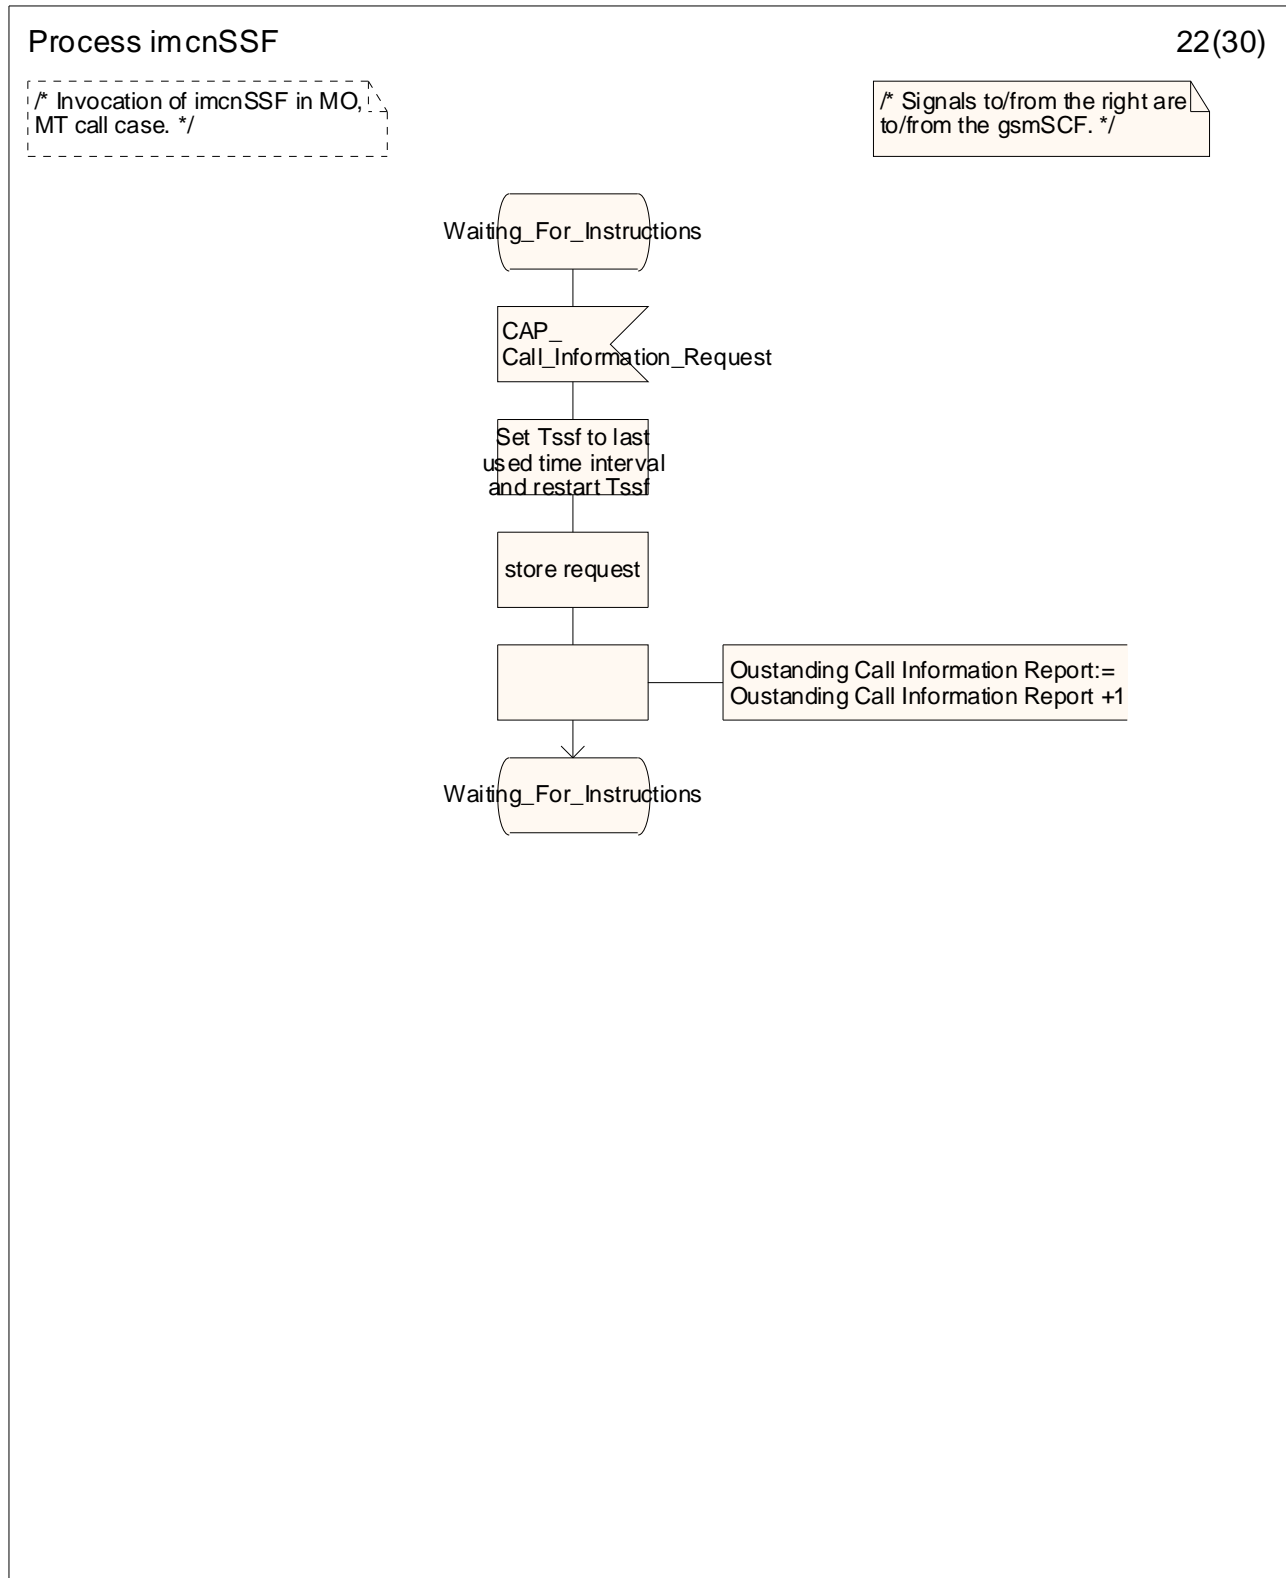 Process imcnSSF
22(30)
/* Invocation of imcnSSF in MO,
MT call case. */
/* Signals to/from the right are
to/from the gsmSCF. */
Waiting_For_Instructions
CAP_
Call_Information_Request
Set Tssf to last
used time interval
and restart Tssf
store request
Oustanding Call Information Report:=
Oustanding Call Information Report +1
Waiting_For_Instructions